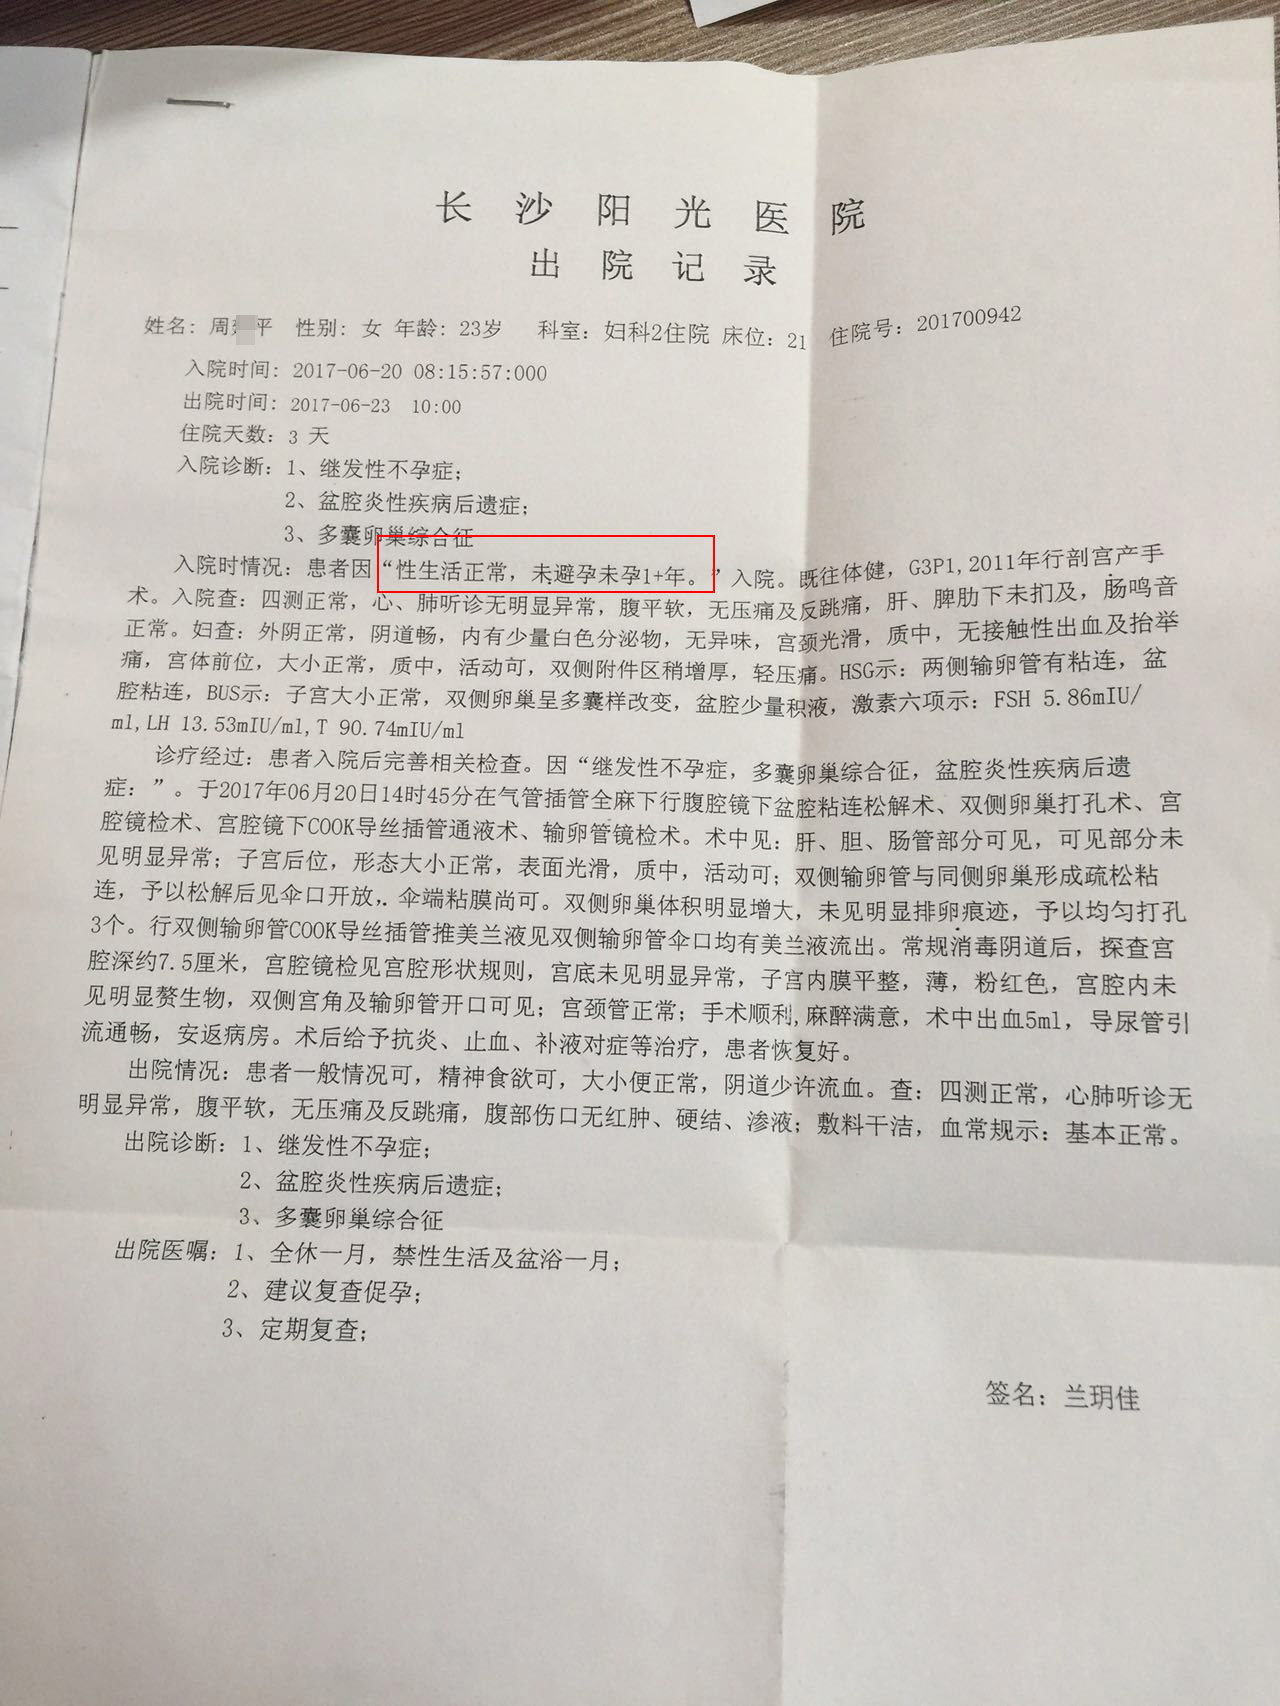 长沙阳光医院
出院记录
姓名：周 平 性别：女 年龄：23岁 科室：妇科2住院 床位：21 住院号：201700942
入院时间：2017-06-20 08:15:57:000
出院时间：2017-06-23 10:00
住院天数：3 天
入院诊断：1、继发性不孕症；
2、盆腔炎性疾病后遗症；
3、多囊卵巢综合征
入院时情况：患者因“性生活正常，未避孕未孕1+年。”入院。既往体健，G3P1,2011年行剖宫产手
术。入院查：四测正常，心、肺听诊无明显异常，腹平软，无压痛及反跳痛，肝、脾肋下未扪及，肠鸣音
正常。妇查：外阴正常，阴道畅，内有少量白色分泌物，无异味，宫颈光滑，质中，无接触性出血及抬举
痛，宫体前位，大小正常，质中，活动可，双侧附件区稍增厚，轻压痛。HSG示：两侧输卵管有粘连，盆
腔粘连，BUS示：子宫大小正常，双侧卵巢呈多囊样改变，盆腔少量积液，激素六项示：FSH 5.86mIU/
ml,LH 13.53mIU/ml,T 90.74mIU/ml
诊疗经过：患者入院后完善相关检查。因“继发性不孕症，多囊卵巢综合征，盆腔炎性疾病后遗
症：”。于2017年06月20日14时45分在气管插管全麻下行腹腔镜下盆腔粘连松解术、双侧卵巢打孔术、宫
腔镜检术、宫腔镜下COOK导丝插管通液术、输卵管镜检术。术中见：肝、胆、肠管部分可见，可见部分未
见明显异常；子宫后位，形态大小正常，表面光滑，质中，活动可；双侧输卵管与同侧卵巢形成疏松粘
连，予以松解后见伞口开放，．伞端粘膜尚可。双侧卵巢体积明显增大，未见明显排卵痕迹，予以均匀打孔
3个。行双侧输卵管COOK导丝插管推美兰液见双侧输卵管伞口均有美兰液流出。常规消毒阴道后，探查宫
腔深约7.5厘米，宫腔镜检见宫腔形状规则，宫底未见明显异常，子宫内膜平整，薄，粉红色，宫腔内未
见明显赘生物，双侧宫角及输卵管开口可见；宫颈管正常；手术顺利,麻醉满意，术中出血5ml，导尿管引
流通畅，安返病房。术后给予抗炎、止血、补液对症等治疗，患者恢复好。
出院情况：患者一般情况可，精神食欲可，大小便正常，阴道少许流血。查：四测正常，心肺听诊无
明显异常，腹平软，无压痛及反跳痛，腹部伤口无红肿、硬结、渗液；敷料干洁，血常规示：基本正常。
出院诊断：1、继发性不孕症；
2、盆腔炎性疾病后遗症；
3、多囊卵巢综合征
出院医嘱：1、全休一月，禁性生活及盆浴一月；
2、建议复查促孕；
3、定期复查；
签名：兰玥佳